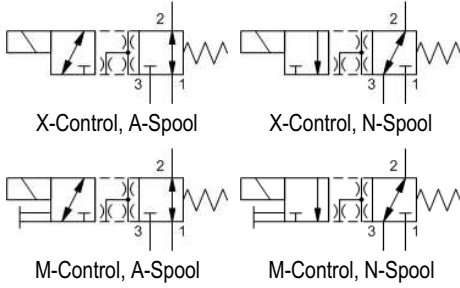 2 2
3 1 3 1
X-Control, A-Spool X-Control, N-Spool
2 2
3 1 3 1
M-Control, A-Spool M-Control, N-Spool